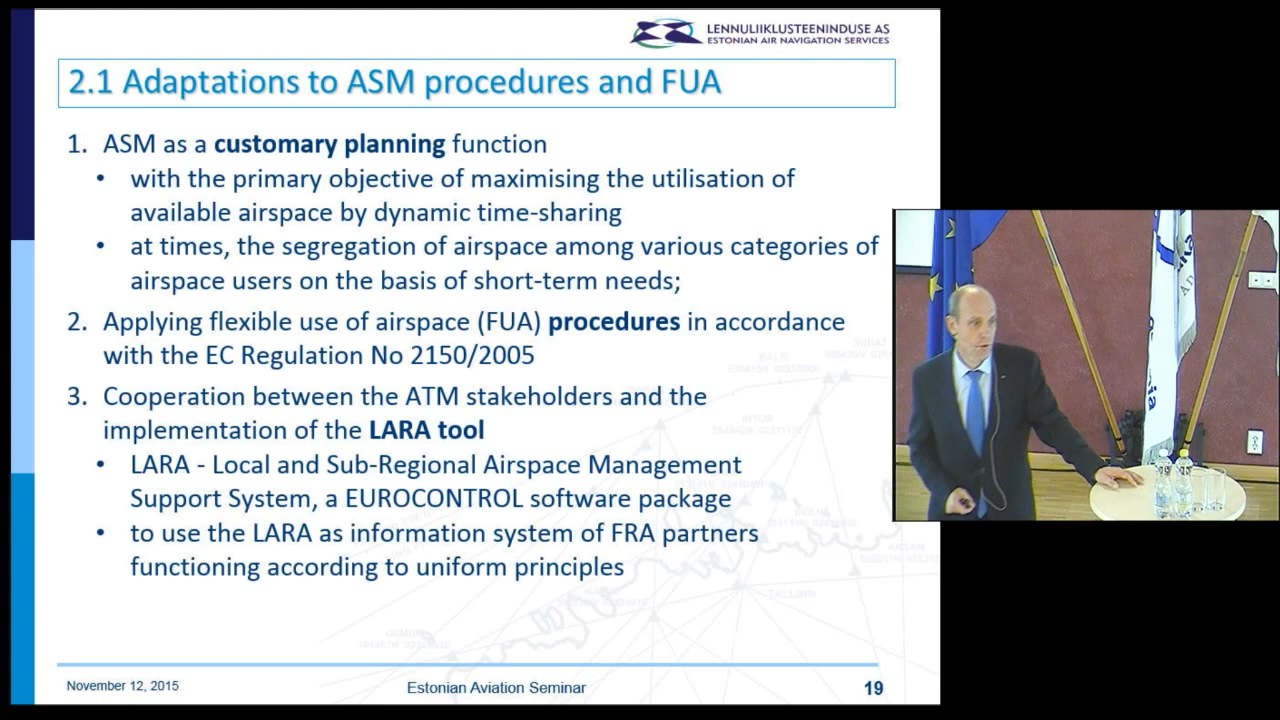 LENNULIIKLUSTEENINDUSE AS
ESTONIAN AIR NAVIGATION SERVICES
2.1 Adaptations to ASM procedures and FUA
1. ASM as a customary planning function
• with the primary objective of maximising the utilisation of
available airspace by dynamic time-sharing
• at times, the segregation of airspace among various categories of
airspace users on the basis of short-term needs;
2. Applying flexible use of airspace (FUA) procedures in accordance
with the EC Regulation No 2150/2005
3. Cooperation between the ATM stakeholders and the
implementation of the LARA tool
• LARA - Local and Sub-Regional Airspace Management
Support System, a EUROCONTROL software package
• to use the LARA as information system of FRA partners
functioning according to uniform principles
TALLINN
November 12, 2015
Estonian Aviation Seminar
19